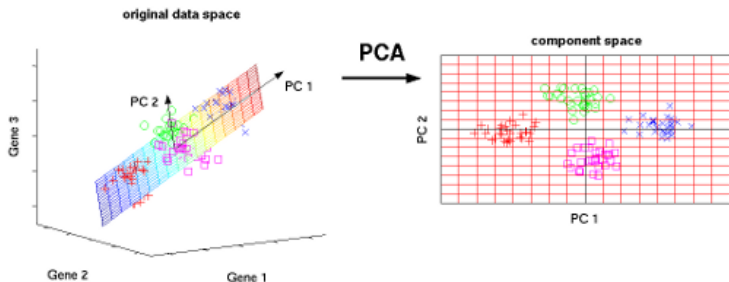 original data space
PCA
component space
PC 1
PC 2
Gene 3
PC 2
Gene 2
Gene 1
PC 1